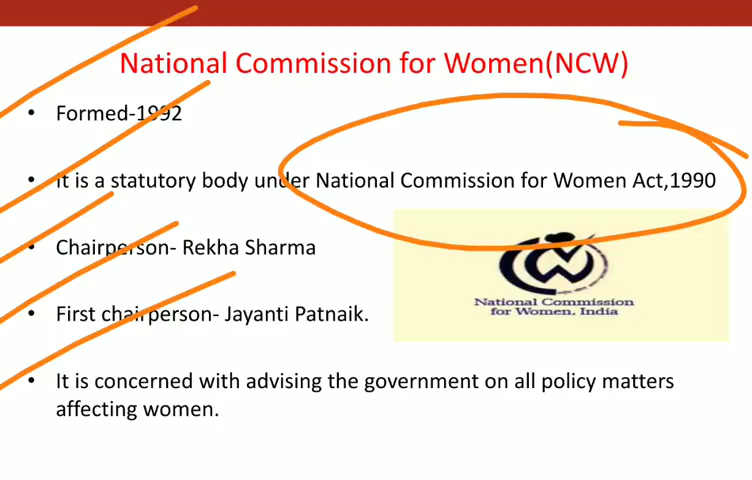 National Commission for Women(NCW)
• Formed-1992
• It is a statutory body under National Commission for Women Act,1990
• Chairperson- Rekha Sharma
• First chairperson- Jayanti Patnaik.
National Commission
for Women, India
• It is concerned with advising the government on all policy matters
affecting women.